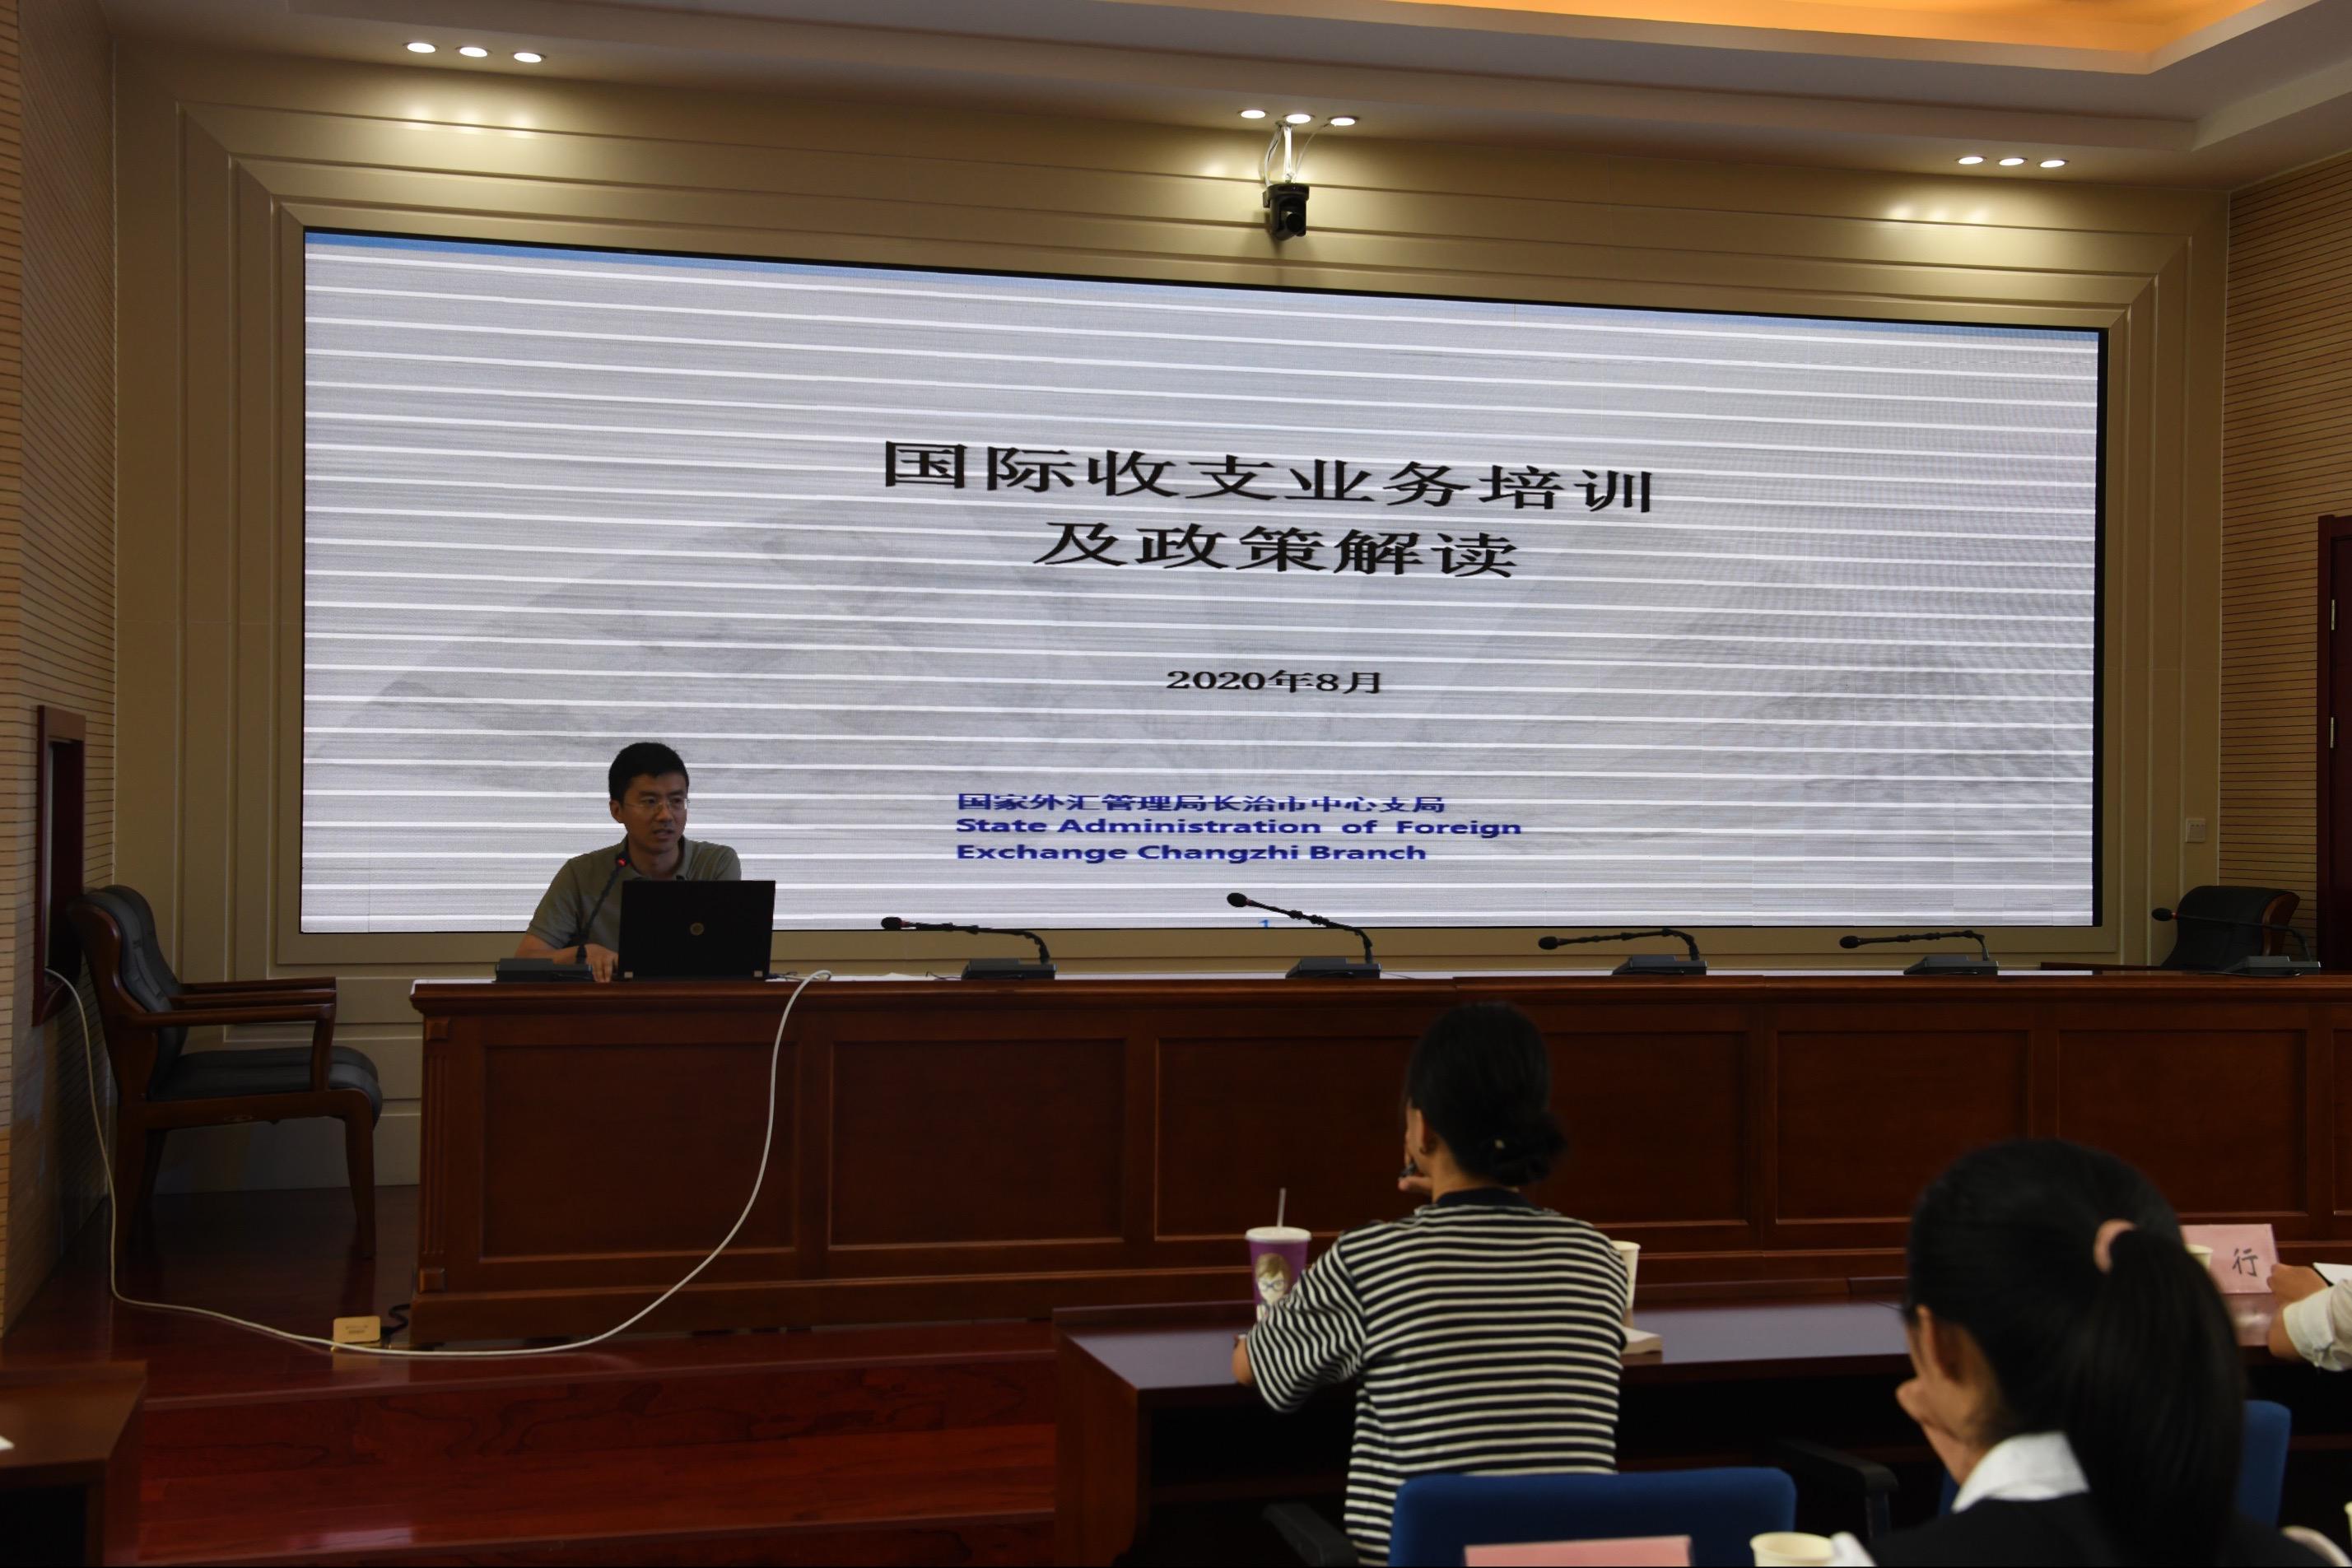 国际收支业务培训
及政策解读
2020年8月
国家外汇管理局长治市中心支局
State Administration of Foreign
Exchange Changzhi Branch
1
行